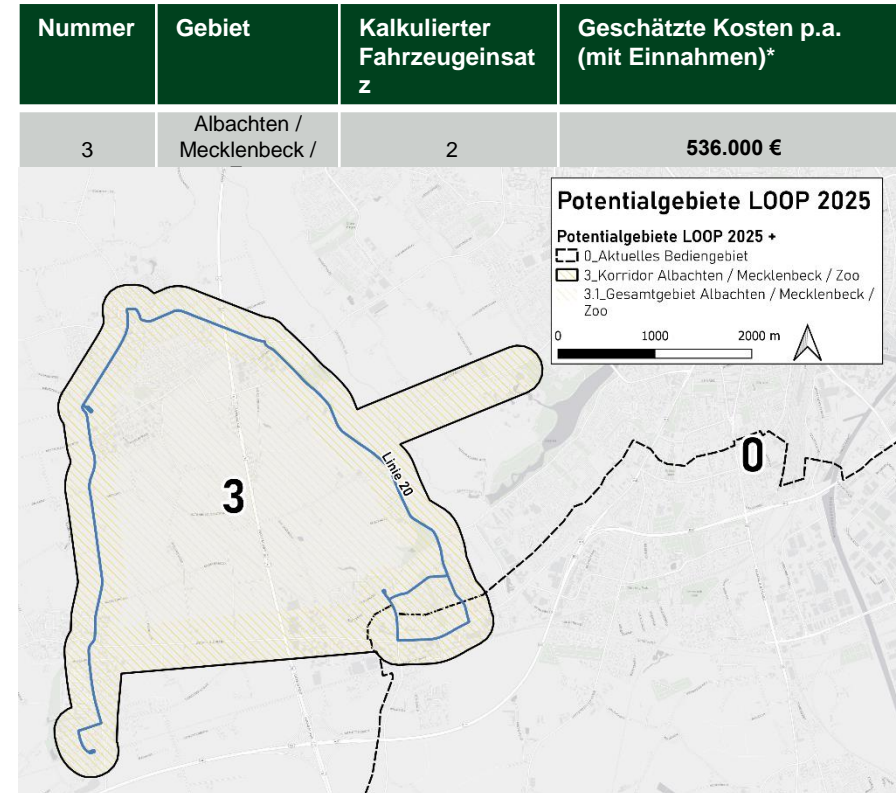 Nummer
Gebiet
Kalkulierter
Fahrzeugeinsat
z
Geschätzte Kosten p.a.
(mit Einnahmen)*
3
Albachten /
Mecklenbeck /
2
536.000 €
Potentialgebiete LOOP 2025
Potentialgebiete LOOP 2025 +
0_Aktuelles Bediengebiet
3_Korridor Albachten / Mecklenbeck / Zoo
3.1_Gesamtgebiet Albachten / Mecklenbeck /
Zoo
0 1000 2000 m
Linie 20
3
0